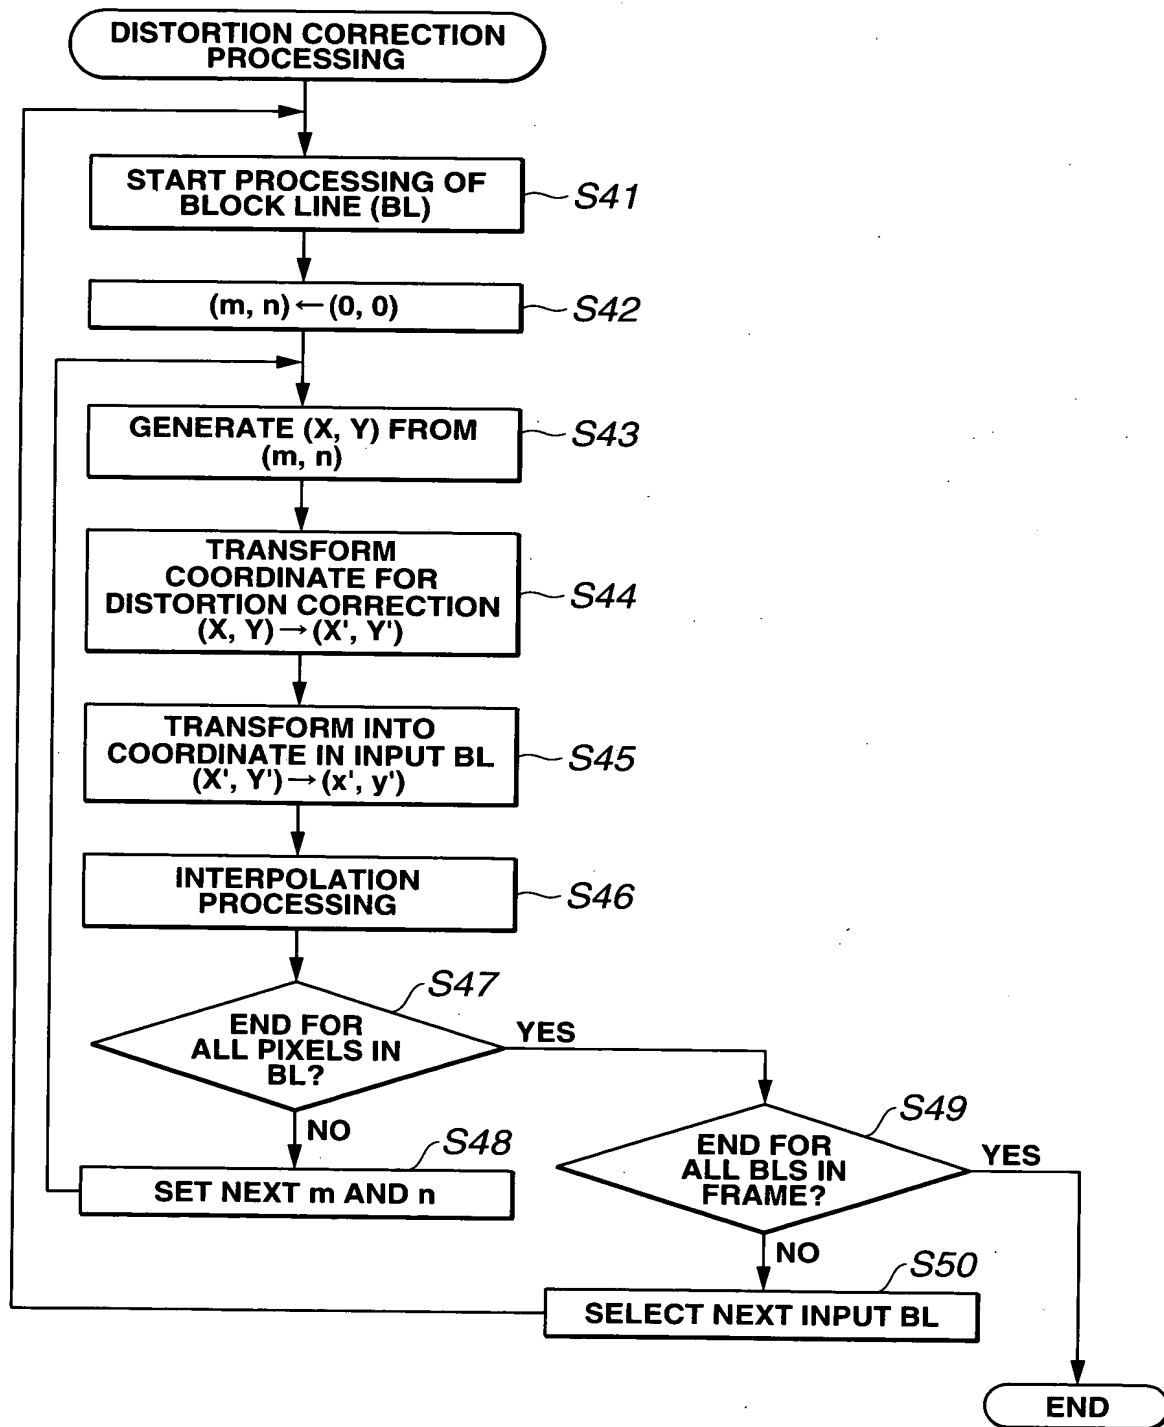 DISTORTION CORRECTION
PROCESSING
START PROCESSING OF
BLOCK LINE (BL)
S41
(m, n) ← (0, 0)
S42
GENERATE (X, Y) FROM
(m, n)
S43
TRANSFORM
COORDINATE FOR
DISTORTION CORRECTION
(X, Y) → (X', Y')
S44
TRANSFORM INTO
COORDINATE IN INPUT BL
(X', Y') → (x', y')
S45
INTERPOLATION
PROCESSING
S46
S47
END FOR
ALL PIXELS IN
BL?
YES
NO
S48
SET NEXT m AND n
S49
END FOR
ALL BLS IN
FRAME?
YES
NO
S50
SELECT NEXT INPUT BL
END